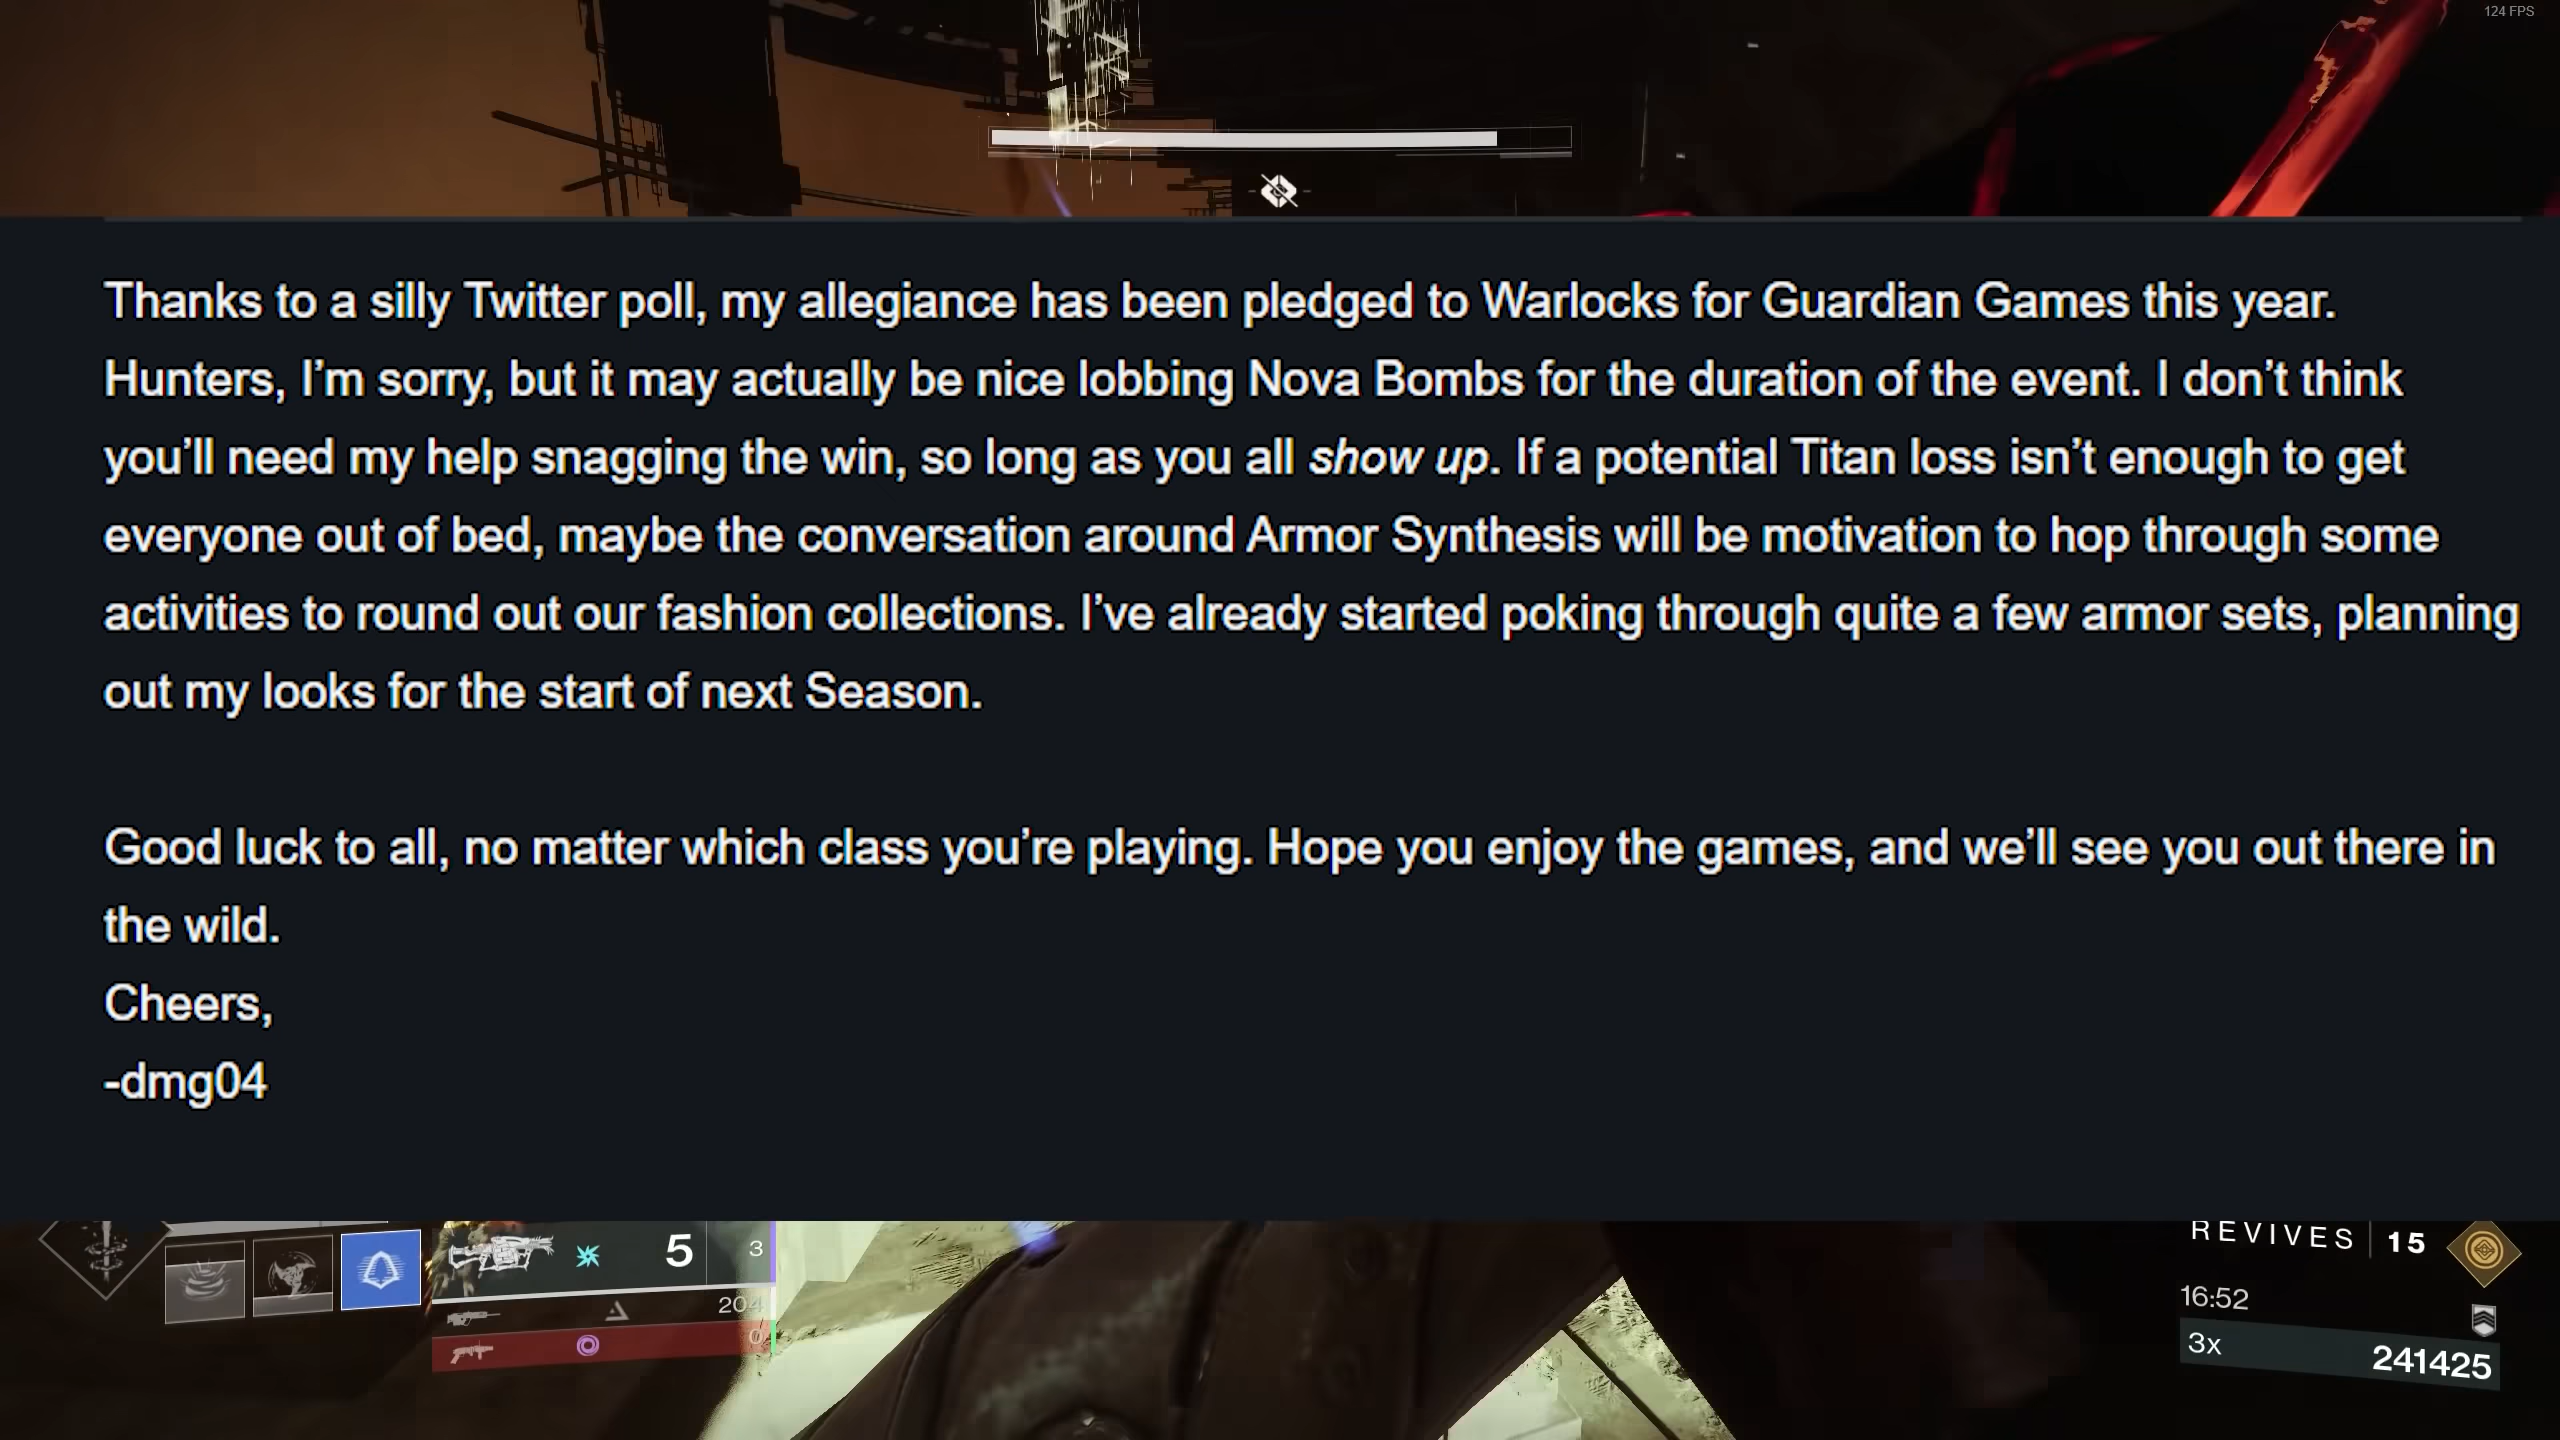 124 FPS
Thanks to a silly Twitter poll, my allegiance has been pledged to Warlocks for Guardian Games this year.
Hunters, I’m sorry, but it may actually be nice lobbing Nova Bombs for the duration of the event. I don’t think
you’ll need my help snagging the win, so long as you all show up. If a potential Titan loss isn’t enough to get
everyone out of bed, maybe the conversation around Armor Synthesis will be motivation to hop through some
activities to round out our fashion collections. I’ve already started poking through quite a few armor sets, planning
out my looks for the start of next Season.
Good luck to all, no matter which class you’re playing. Hope you enjoy the games, and we’ll see you out there in
the wild.
Cheers,
-dmg04
5 3
204
0
REVIVES 15
16:52
3x 241425